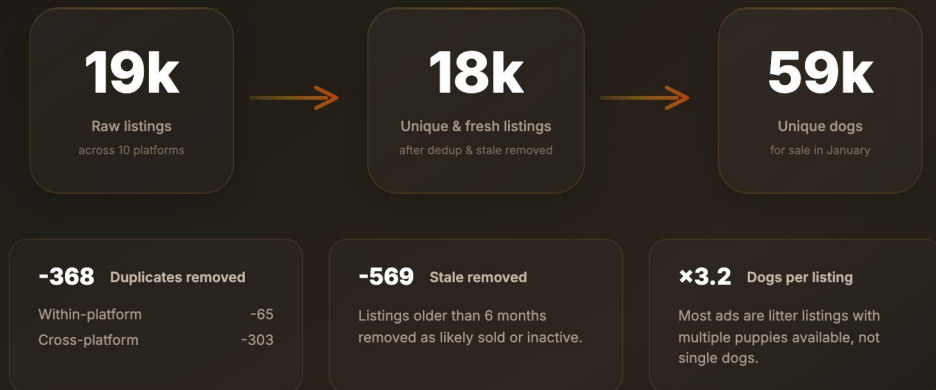 19k
Raw listings
across 10 platforms
18k
Unique & fresh listings
after dedup & stale removed
59k
Unique dogs
for sale in January
-368 Duplicates removed
Within-platform -65
Cross-platform -303
-569 Stale removed
Listings older than 6 months
removed as likely sold or inactive.
×3.2 Dogs per listing
Most ads are litter listings with
multiple puppies available, not
single dogs.